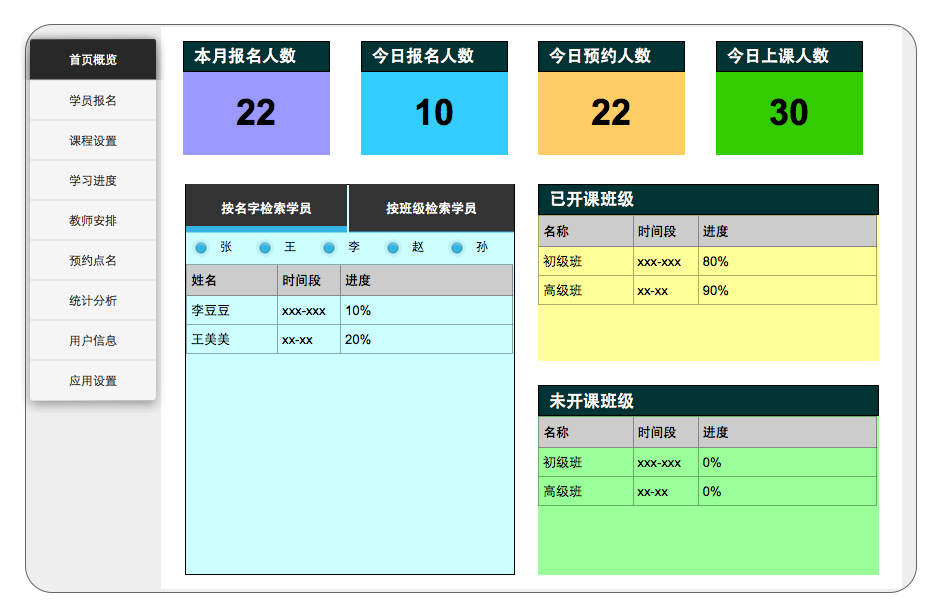 首页概览
学员报名
课程设置
学习进度
教师安排
预约点名
统计分析
用户信息
应用设置
本月报名人数
22
今日报名人数
10
今日预约人数
22
今日上课人数
30
按名字检索学员 按班级检索学员
张 王 李 赵 孙
姓名 时间段 进度
李豆豆 xxx-xxx 10%
王美美 xx-xx 20%
已开课班级
名称 时间段 进度
初级班 xxx-xxx 80%
高级班 xx-xx 90%
未开课班级
名称 时间段 进度
初级班 xxx-xxx 0%
高级班 xx-xx 0%